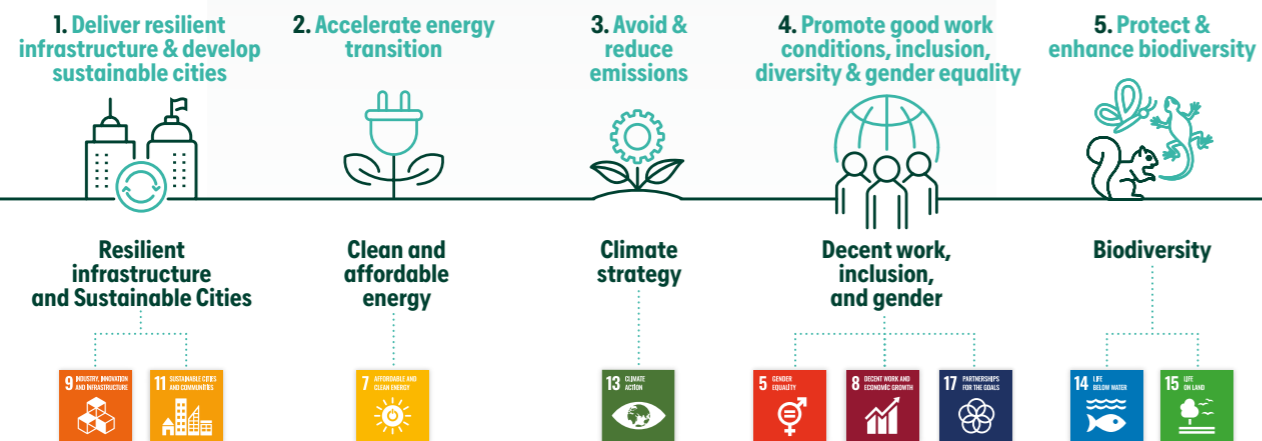 1. Deliver resilient
infrastructure & develop
sustainable cities
2. Accelerate energy
transition
3. Avoid &
reduce
emissions
4. Promote good work
conditions, inclusion,
diversity & gender equality
5. Protect &
enhance biodiversity
Resilient
infrastructure
and Sustainable Cities
Clean and
affordable
energy
Climate
strategy
Decent work,
inclusion,
and gender
Biodiversity
9 INDUSTRY, INNOVATION
AND INFRASTRUCTURE
11 SUSTAINABLE CITIES
AND COMMUNITIES
7 AFFORDABLE AND
CLEAN ENERGY
13 CLIMATE
ACTION
5 GENDER
EQUALITY
8 DECENT WORK AND
ECONOMIC GROWTH
17 PARTNERSHIPS
FOR THE GOALS
14 LIFE
BELOW WATER
15 LIFE
ON LAND